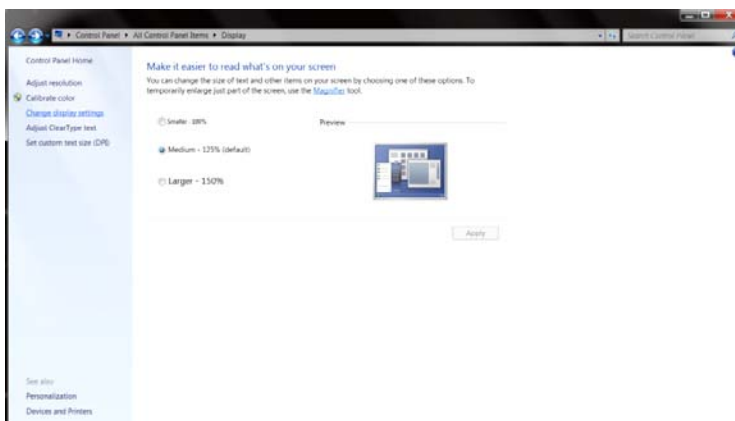 Control Panel ▸ All Control Panel Items ▸ Display
Search Control Panel
Control Panel Home
Adjust resolution
Calibrate color
Change display settings
Adjust ClearType text
Set custom text size (DPI)
Make it easier to read what's on your screen
You can change the size of text and other items on your screen by choosing one of these options. To
temporarily enlarge just part of the screen, use the Magnifier tool.
Smaller - 100%
Preview
Medium - 125% (default)
Larger - 150%
Apply
See also
Personalization
Devices and Printers